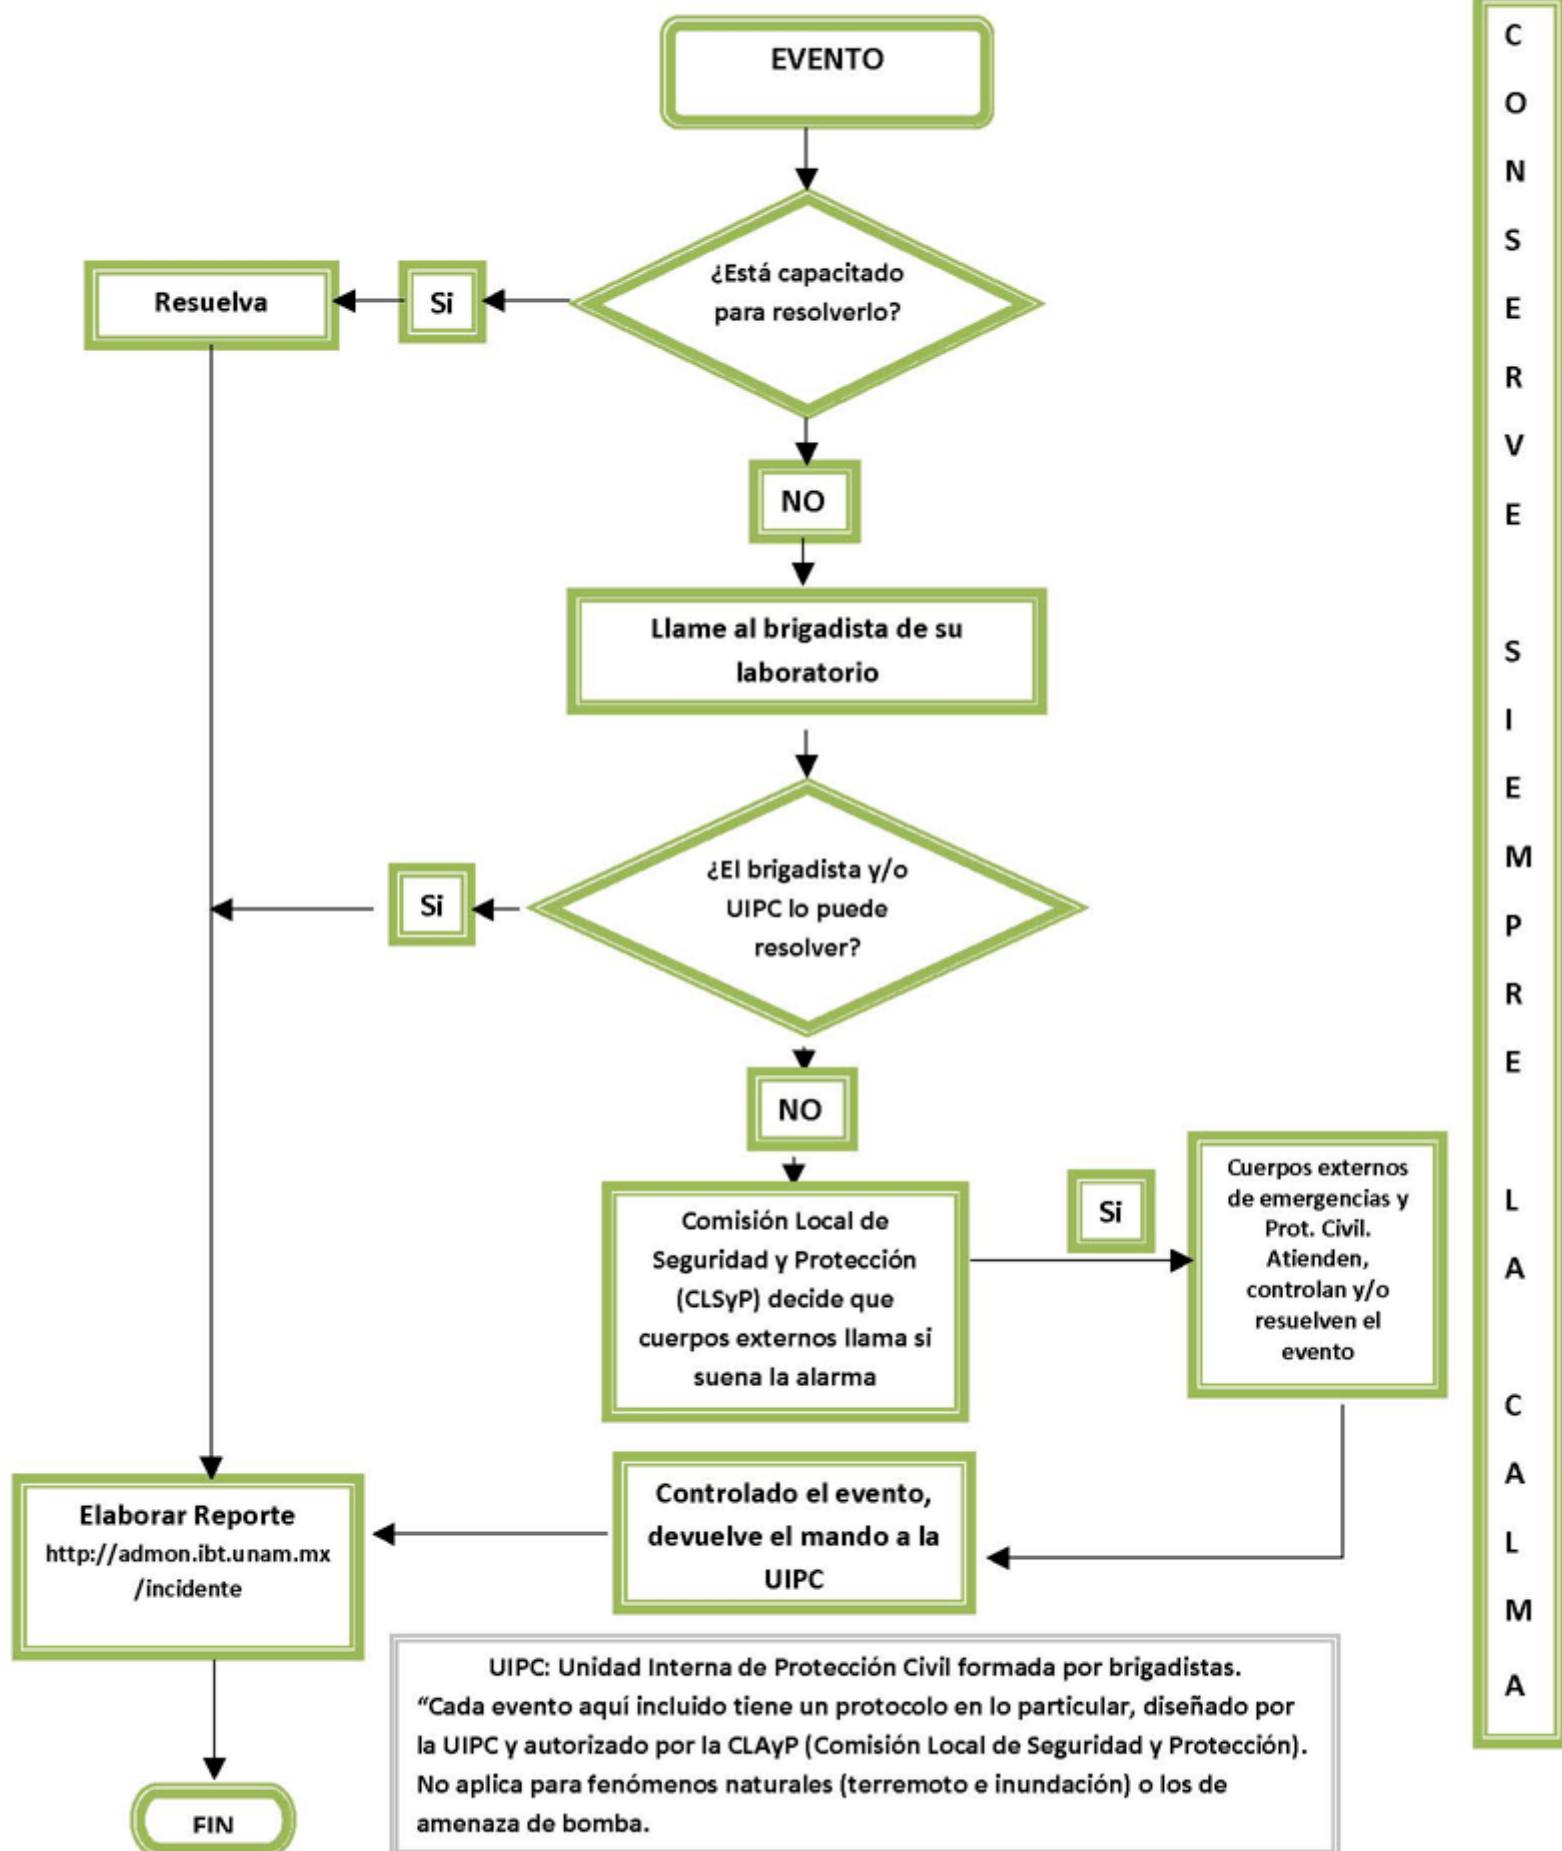 EVENTO
¿Está capacitado
para resolverlo?
Si
Resuelva
NO
Llame al brigadista de su
laboratorio
¿El brigadista y/o
UIPC lo puede
resolver?
Si
NO
Comisión Local de
Seguridad y Protección
(CLSyP) decide que
cuerpos externos llama si
suena la alarma
Si
Cuerpos externos
de emergencias y
Prot. Civil.
Atienden,
controlan y/o
resuelven el
evento
Controlado el evento,
devuelve el mando a la
UIPC
Elaborar Reporte
http://admon.ibt.unam.mx
/incidente
FIN
UIPC: Unidad Interna de Protección Civil formada por brigadistas.
“Cada evento aquí incluido tiene un protocolo en lo particular, diseñado por
la UIPC y autorizado por la CLAyP (Comisión Local de Seguridad y Protección).
No aplica para fenómenos naturales (terremoto e inundación) o los de
amenaza de bomba.
CONSERVE SIEMPRE LA CALMA